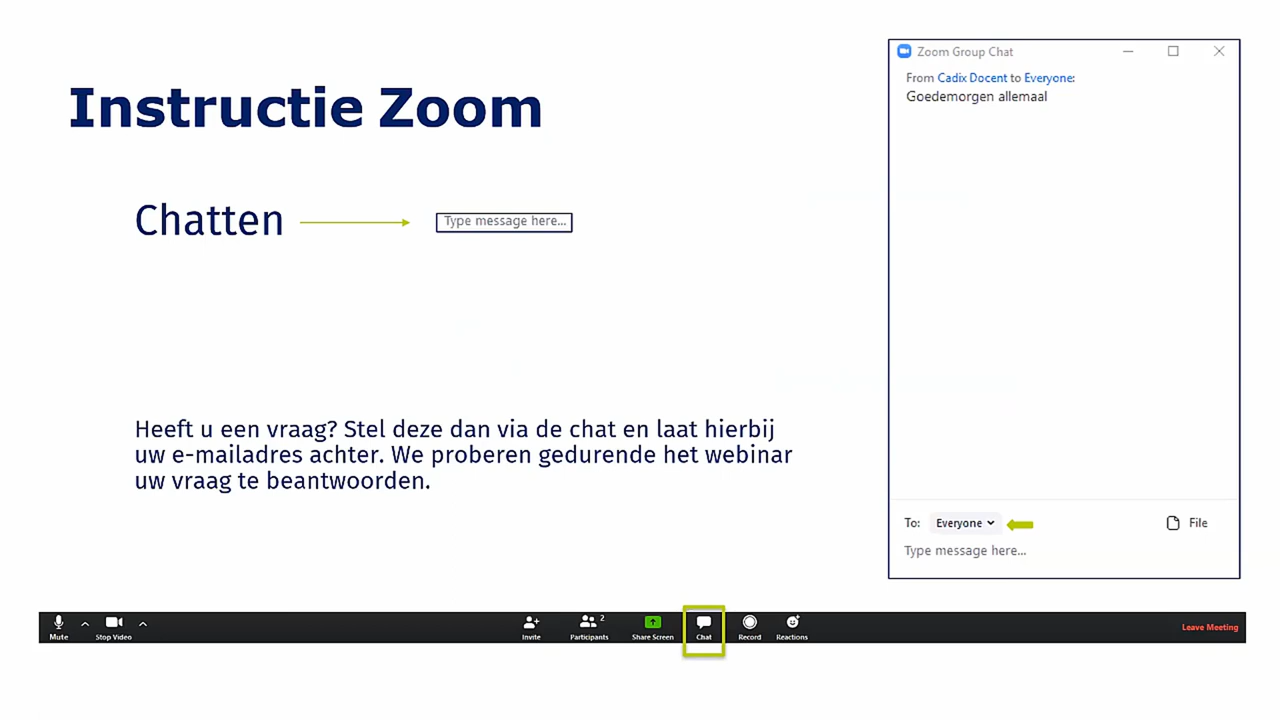 Instructie Zoom
Chatten
Type message here...
Heeft u een vraag? Stel deze dan via de chat en laat hierbij
uw e-mailadres achter. We proberen gedurende het webinar
uw vraag te beantwoorden.
Zoom Group Chat
From Cadix Docent to Everyone:
Goedemorgen allemaal
To: Everyone File
Type message here...
Mute Stop Video Invite Participants 2 Share Screen Chat Record Reactions Leave Meeting